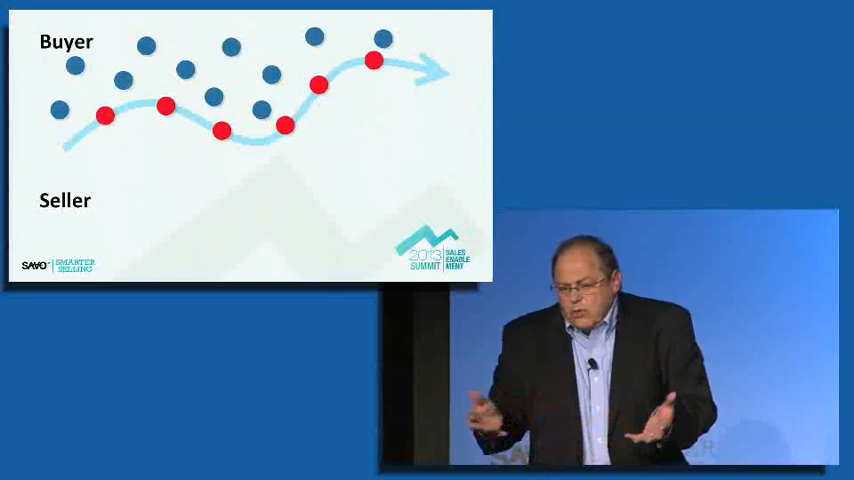 Buyer
Seller
SAVO | SMARTER SELLING
2013 SUMMIT | SALES ENABLEMENT